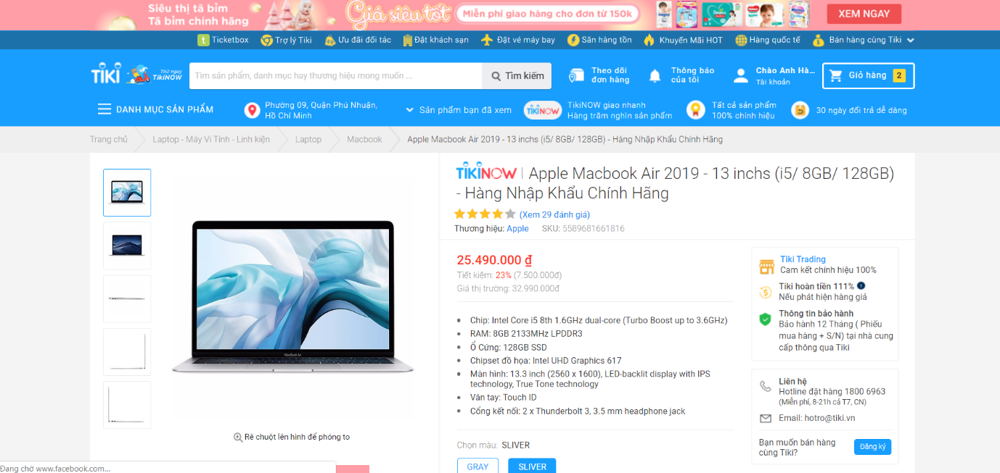 Siêu thị tã bỉm
Tã bỉm chính hãng
Giá siêu tốt
Miễn phí giao hàng cho đơn từ 150k
XEM NGAY
Ticketbox
Trợ lý Tiki
Ưu đãi đối tác
Đặt khách sạn
Đặt vé máy bay
Săn hàng tồn
Khuyến Mãi HOT
Hàng quốc tế
Bán hàng cùng Tiki
TIKI
Thử ngay
TikiNOW
Tìm sản phẩm, danh mục hay thương hiệu mong muốn ...
Tìm kiếm
Theo dõi
đơn hàng
Thông báo
của tôi
Chào Anh Hà...
Tài khoản
Giỏ hàng 2
DANH MỤC SẢN PHẨM
Phường 09, Quận Phú Nhuận,
Hồ Chí Minh
Sản phẩm bạn đã xem
TIKINOW
TikiNOW giao nhanh
Hàng trăm nghìn sản phẩm
Tất cả sản phẩm
100% chính hiệu
30 ngày đổi trả dễ dàng
Trang chủ
Laptop - Máy Vi Tính - Linh kiện
Laptop
Macbook
Apple Macbook Air 2019 - 13 inchs (i5/ 8GB/ 128GB) - Hàng Nhập Khẩu Chính Hãng
MacBook Air
Rê chuột lên hình để phóng to
TIKINOW | Apple Macbook Air 2019 - 13 inchs (i5/ 8GB/ 128GB)
- Hàng Nhập Khẩu Chính Hãng
(Xem 29 đánh giá)
Thương hiệu: Apple SKU: 5589681661816
25.490.000 ₫
Tiết kiệm: 23% (7.500.000₫)
Giá thị trường: 32.990.000₫
Chip: Intel Core i5 8th 1.6GHz dual-core (Turbo Boost up to 3.6GHz)
RAM: 8GB 2133MHz LPDDR3
Ổ Cứng: 128GB SSD
Chipset đồ họa: Intel UHD Graphics 617
Màn hình: 13.3 inch (2560 x 1600), LED-backlit display with IPS
technology, True Tone technology
Vân tay: Touch ID
Cổng kết nối: 2 x Thunderbolt 3, 3.5 mm headphone jack
Chọn màu: SLIVER
GRAY
SLIVER
Tiki Trading
Cam kết chính hiệu 100%
Tiki hoàn tiền 111%
Nếu phát hiện hàng giả
Thông tin bảo hành
Bảo hành 12 Tháng ( Phiếu
mua hàng + S/N) tại nhà cung
cấp thông qua Tiki
Liên hệ
Hotline đặt hàng 1800 6963
(Miễn phí, 8-21h cả T7, CN)
Email: hotro@tiki.vn
Bạn muốn bán hàng
cùng Tiki?
Đăng ký
Đang chờ www.facebook.com...